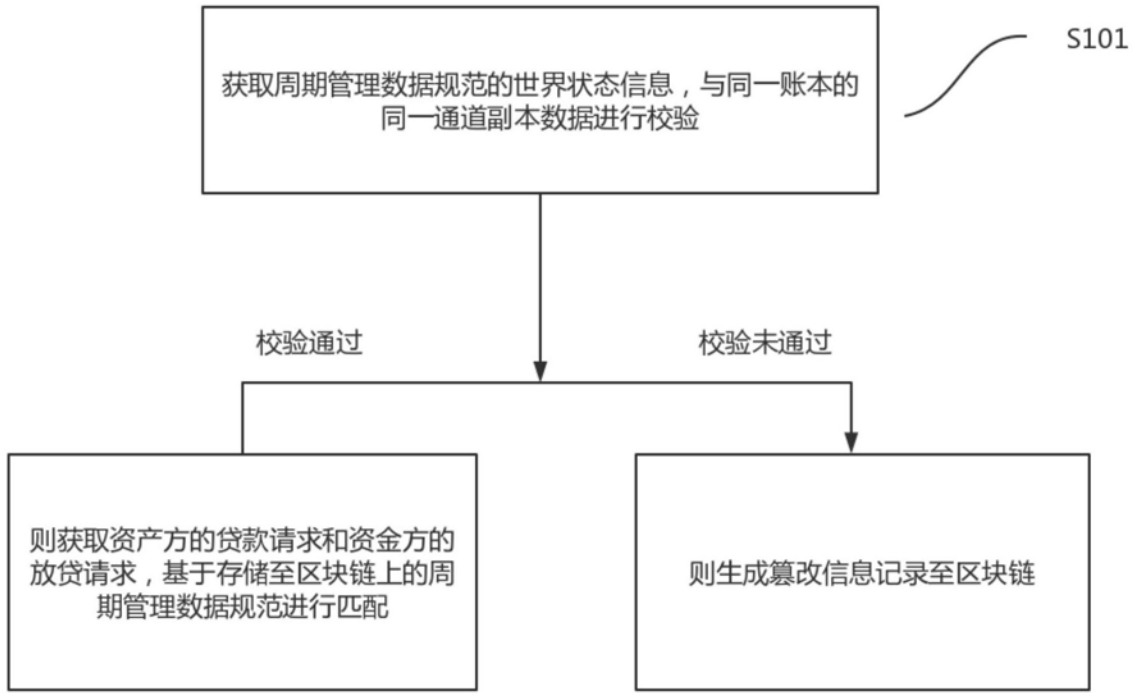 S101
获取周期管理数据规范的世界状态信息，与同一账本的
同一通道副本数据进行校验
校验通过
校验未通过
则获取资产方的贷款请求和资金方的
放贷请求，基于存储至区块链上的周
期管理数据规范进行匹配
则生成篡改信息记录至区块链